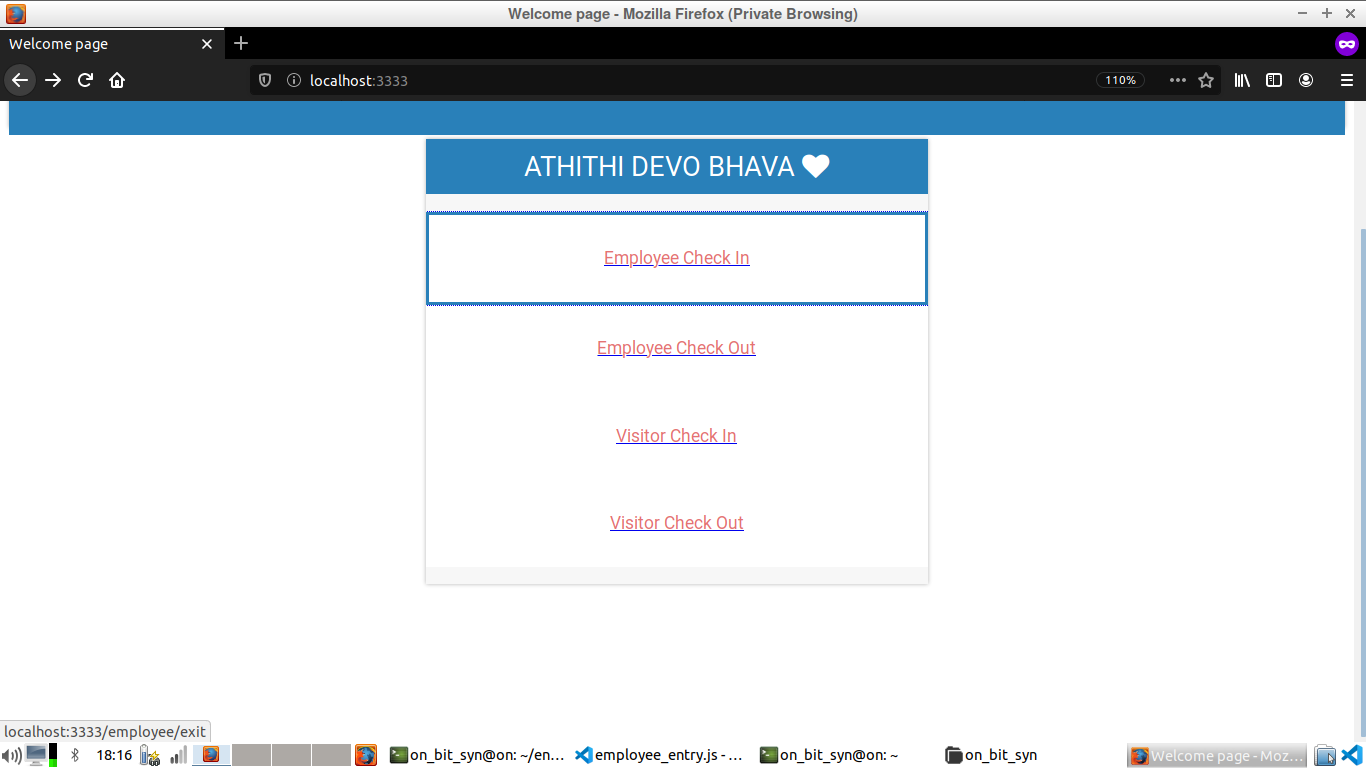 Welcome page - Mozilla Firefox (Private Browsing)
Welcome page
localhost:3333
110%
ATHITHI DEVO BHAVA
Employee Check In
Employee Check Out
Visitor Check In
Visitor Check Out
localhost:3333/employee/exit
18:16 on_bit_syn@on: ~/en... employee_entry.js - ... on_bit_syn@on: ~ on_bit_syn Welcome page - Moz...